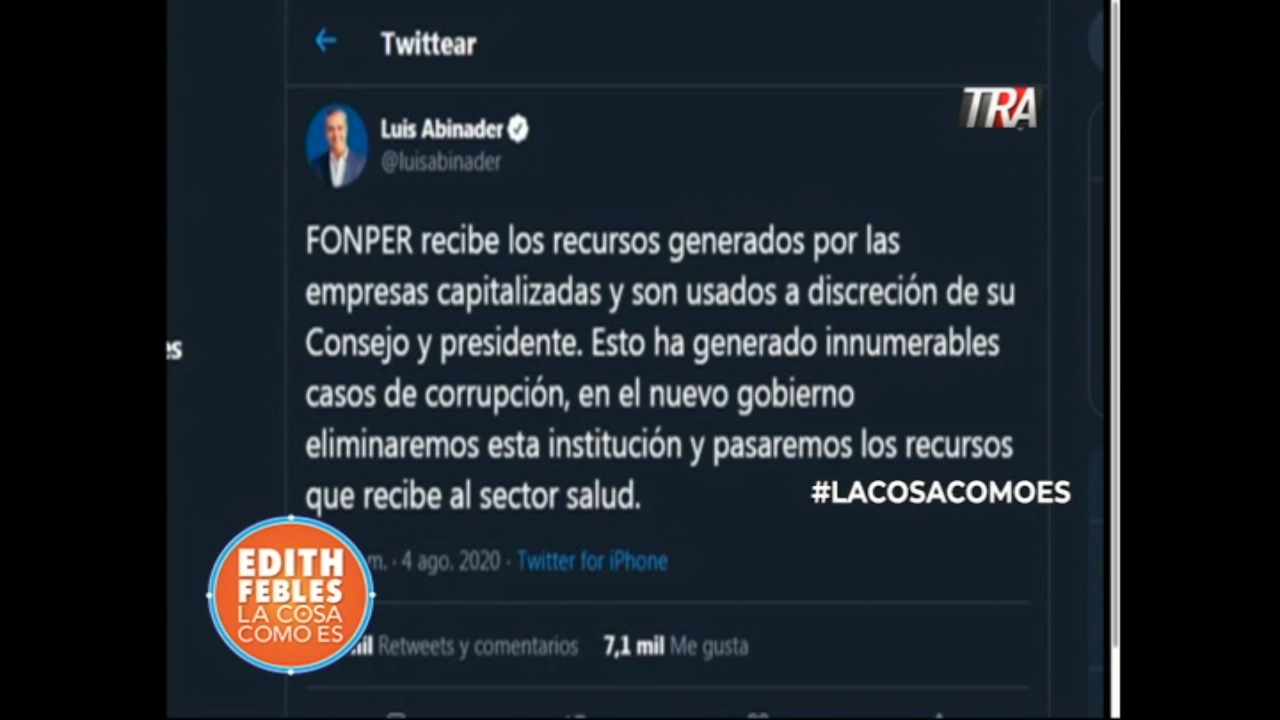 Twittear
TRA
Luis Abinader
@luisabinader
FONPER recibe los recursos generados por las
empresas capitalizadas y son usados a discreción de su
Consejo y presidente. Esto ha generado innumerables
es
casos de corrupción, en el nuevo gobierno
eliminaremos esta institución y pasaremos los recursos
que recibe al sector salud.
#LACOSACOMOES
m. · 4 ago. 2020 · Twitter for iPhone
EDITH
FEBLES
LA COSA
COMO ES
mil Retweets y comentarios 7,1 mil Me gusta